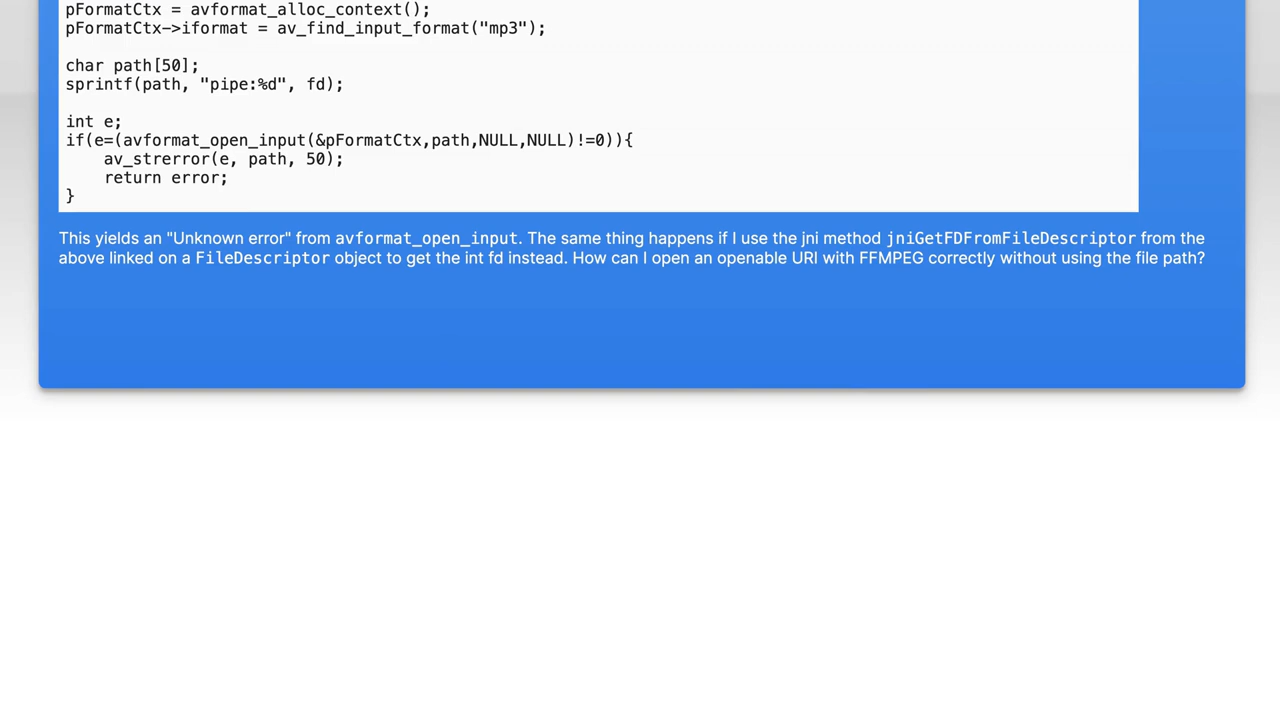 pFormatCtx = avformat_alloc_context();
pFormatCtx->iformat = av_find_input_format("mp3");
char path[50];
sprintf(path, "pipe:%d", fd);
int e;
if(e=(avformat_open_input(&pFormatCtx,path,NULL,NULL)!=0)){
    av_strerror(e, path, 50);
    return error;
}
This yields an "Unknown error" from avformat_open_input. The same thing happens if I use the jni method jniGetFDFromFileDescriptor from the
above linked on a FileDescriptor object to get the int fd instead. How can I open an openable URI with FFMPEG correctly without using the file path?